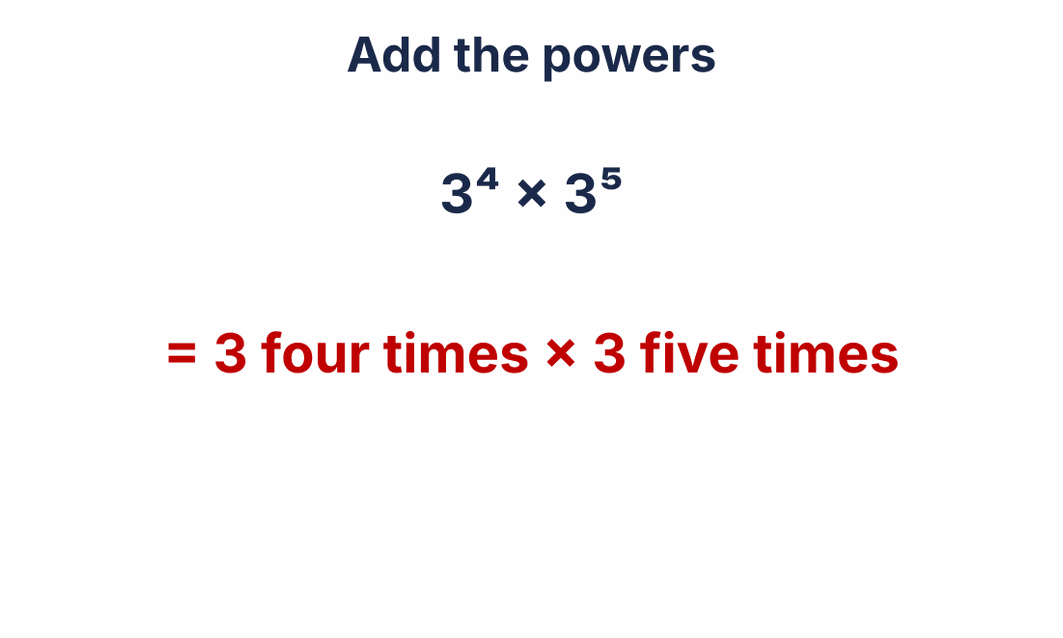 Add the powers
3⁴ × 3⁵
= 3 four times × 3 five times